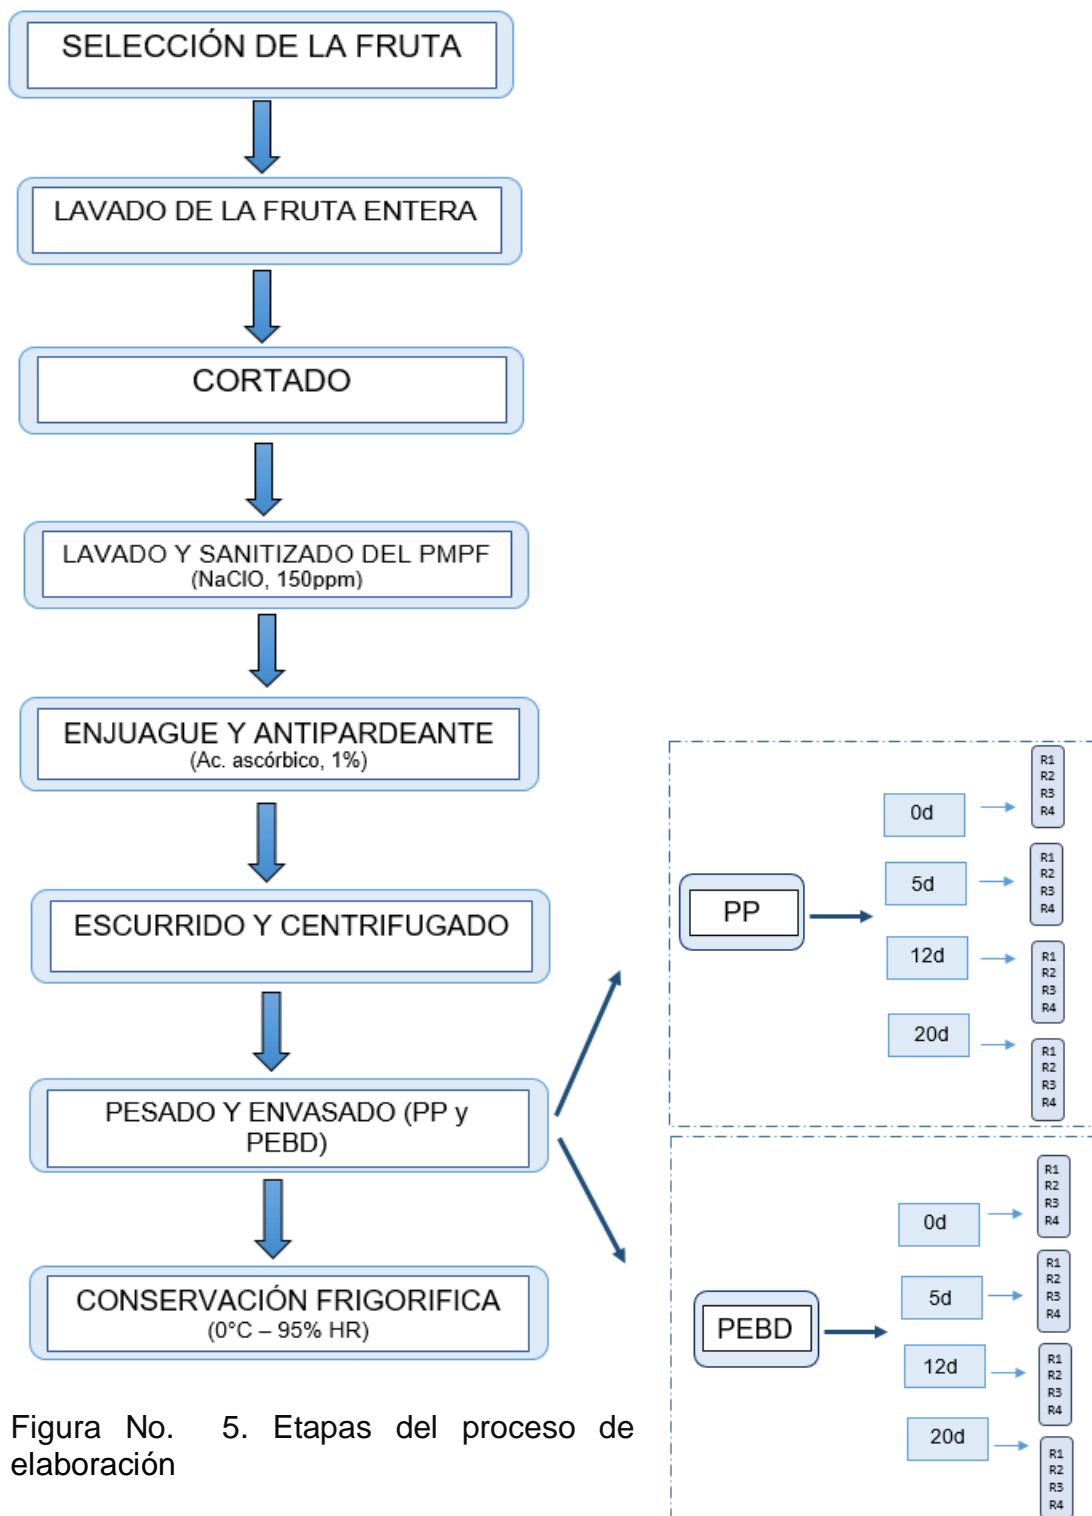 SELECCIÓN DE LA FRUTA
LAVADO DE LA FRUTA ENTERA
CORTADO
LAVADO Y SANITIZADO DEL PMPF
(NaClO, 150ppm)
ENJUAGUE Y ANTIPARDEANTE
(Ac. ascórbico, 1%)
ESCURRIDO Y CENTRIFUGADO
PESADO Y ENVASADO (PP y
PEBD)
CONSERVACIÓN FRIGORIFICA
(0°C – 95% HR)
PP
0d
R1
R2
R3
R4
5d
R1
R2
R3
R4
12d
R1
R2
R3
R4
20d
R1
R2
R3
R4
PEBD
0d
R1
R2
R3
R4
5d
R1
R2
R3
R4
12d
R1
R2
R3
R4
20d
R1
R2
R3
R4
Figura No. 5. Etapas del proceso de
elaboración